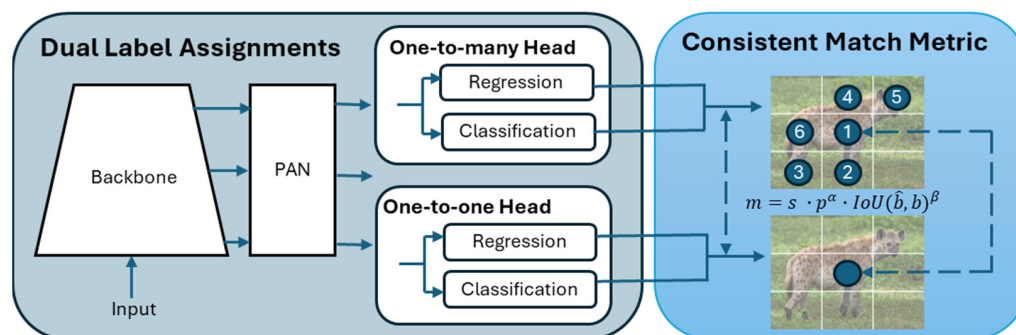 Dual Label Assignments
Backbone
Input
PAN
One-to-many Head
Regression
Classification
One-to-one Head
Regression
Classification
Consistent Match Metric
4
5
6
1
3
2
m = s · p^α · IoU(b̂, b)^β